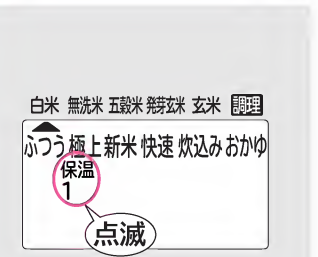 白米 無洗米 五穀米 発芽玄米 玄米 調理
ふつう 極上 新米 快速 炊込み おかゆ
保温
1
点滅